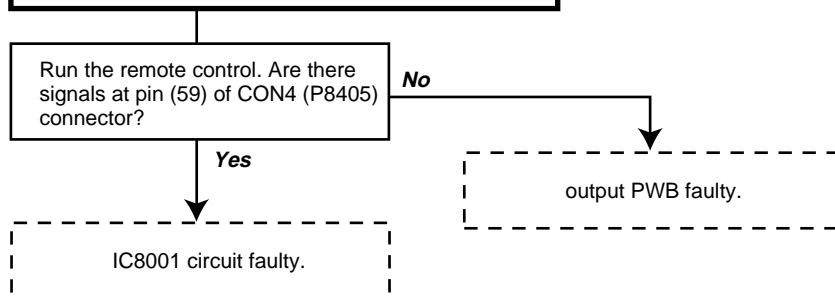 Run the remote control. Are there
signals at pin (59) of CON4 (P8405)
connector?
No
Yes
output PWB faulty.
IC8001 circuit faulty.